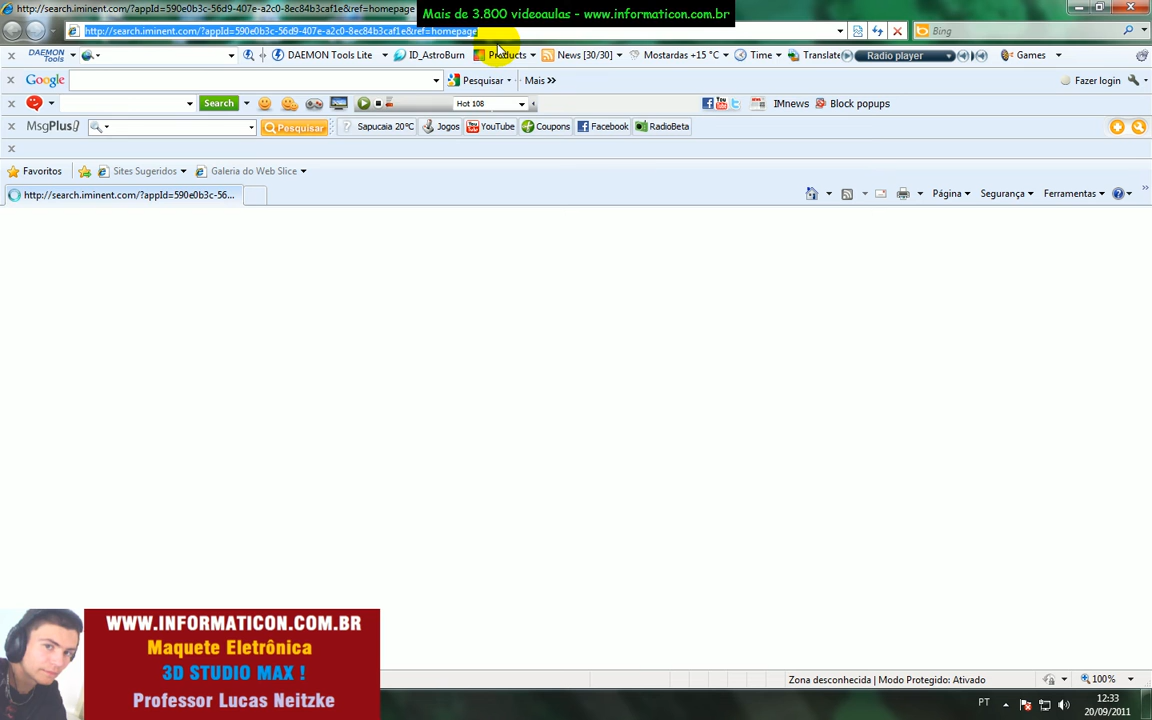 http://search.iminent.com/?appId=590e0b3c-56d9-407e-a2c0-8ec84b3caf1e&ref=homepage
Mais de 3.800 videoaulas - www.informaticon.com.br
http://search.iminent.com/?appId=590e0b3c-56d9-407e-a2c0-8ec84b3caf1e&ref=homepage
Bing
DAEMON Tools
DAEMON Tools Lite
ID_AstroBurn
Products
News [30/30]
Mostardas +15 °C
Time
Translate
Radio player
Games
Google
Pesquisar
Mais »
Fazer login
Search
Hot 108
IMnews
Block popups
MsgPlus!
Pesquisar
Sapucaia 20°C
Jogos
YouTube
Coupons
Facebook
RadioBeta
Favoritos
Sites Sugeridos
Galeria do Web Slice
http://search.iminent.com/?appId=590e0b3c-56...
Página
Segurança
Ferramentas
WWW.INFORMATICON.COM.BR
Maquete Eletrônica
3D STUDIO MAX !
Professor Lucas Neitzke
Zona desconhecida | Modo Protegido: Ativado
100%
PT
12:33
20/09/2011